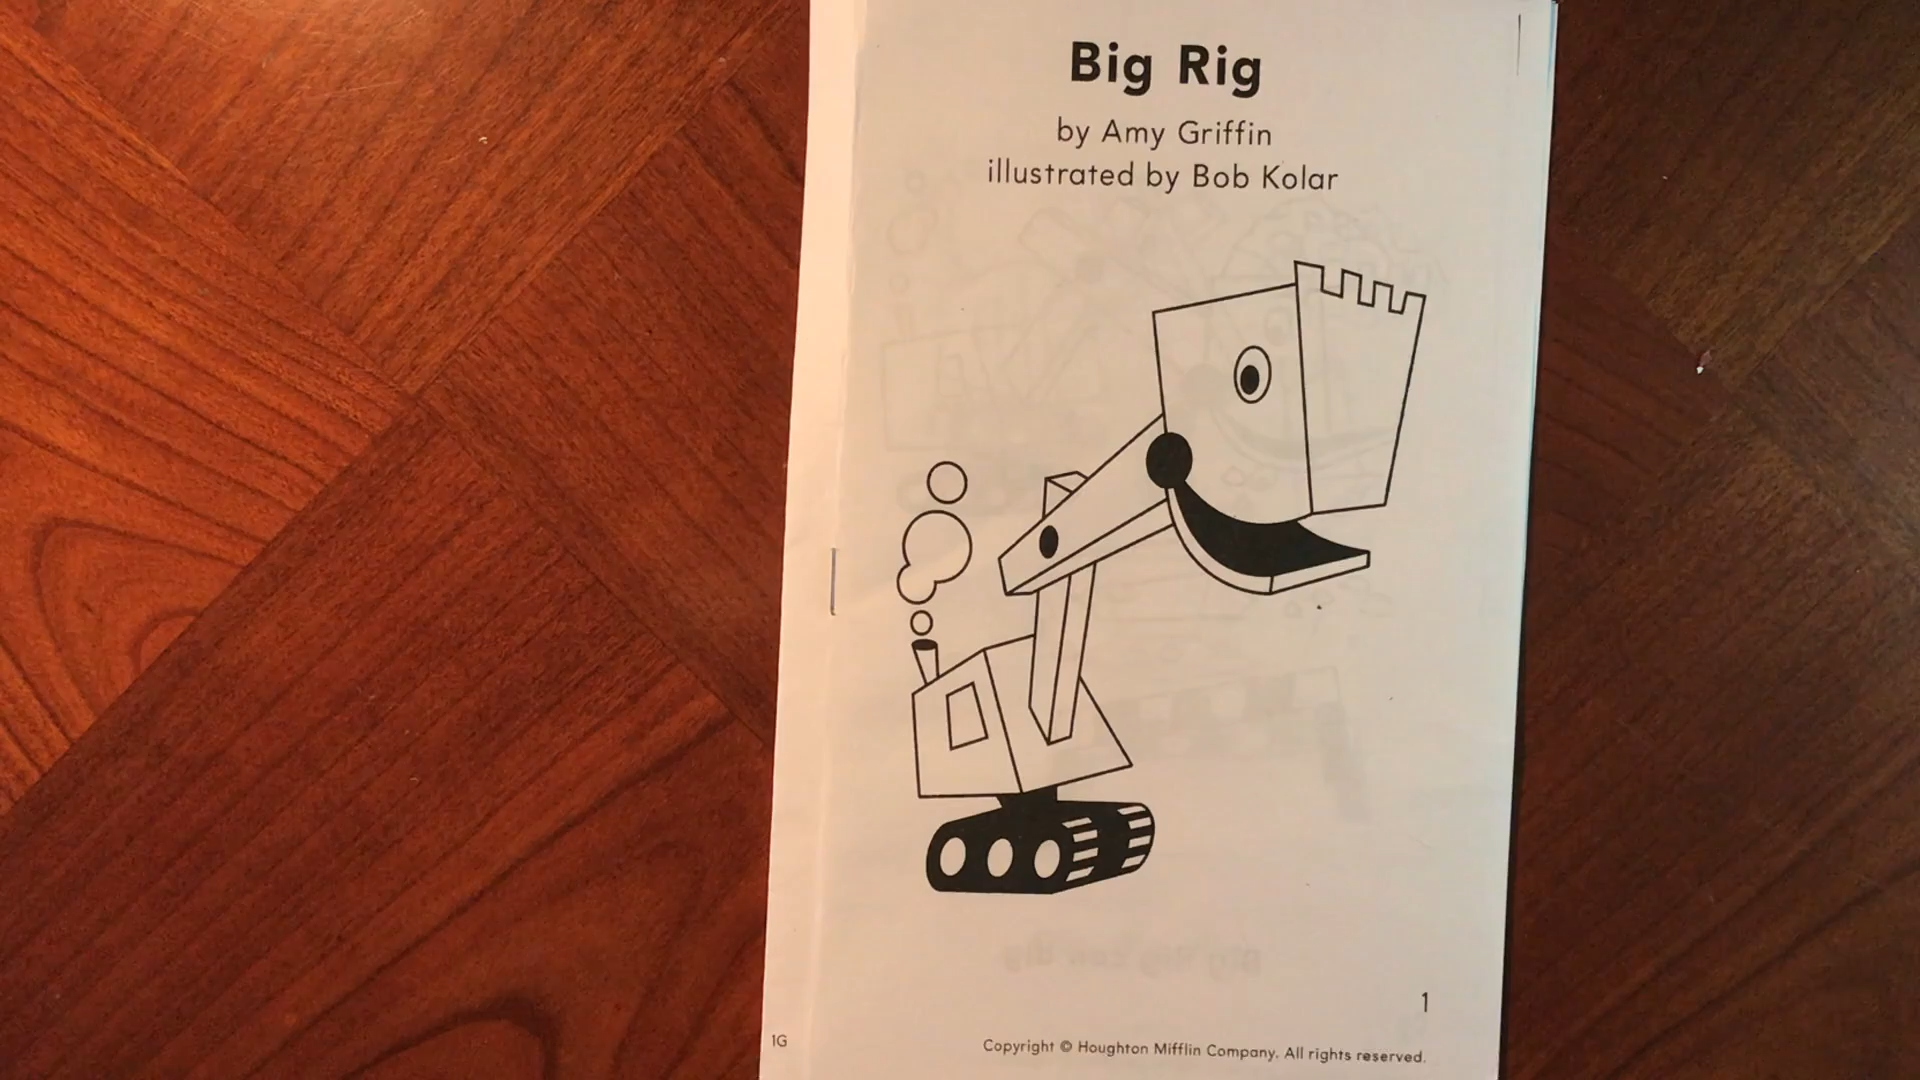 Big Rig
by Amy Griffin
illustrated by Bob Kolar
1
1G
Copyright © Houghton Mifflin Company. All rights reserved.